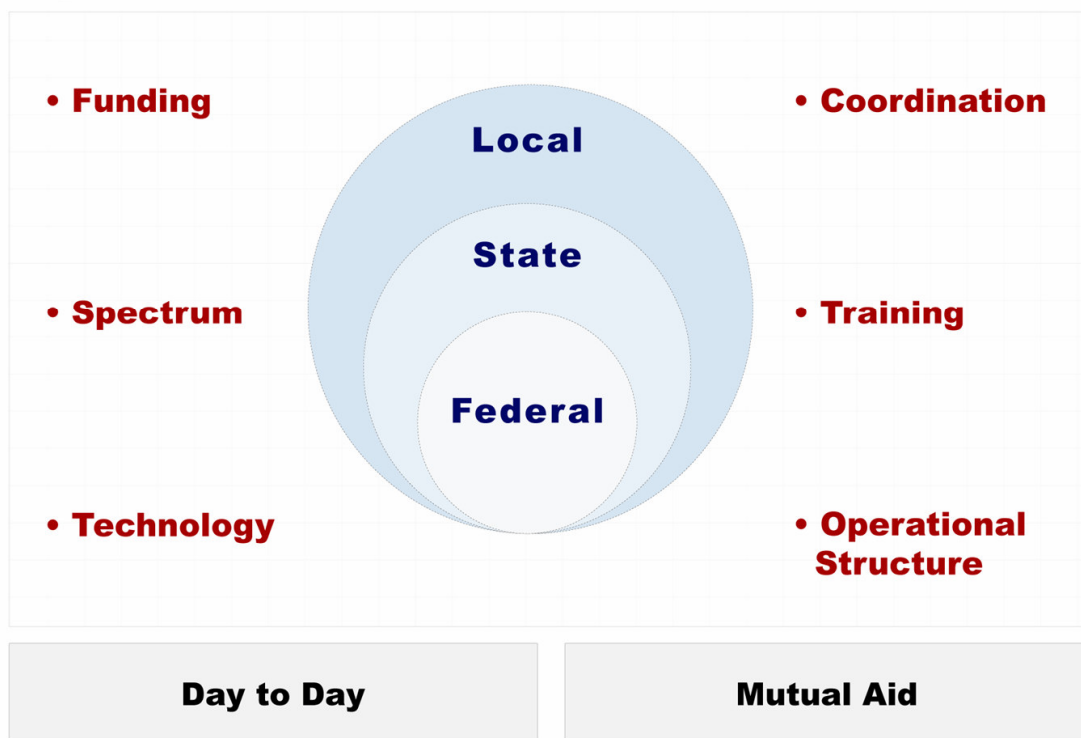 • Funding
• Coordination
Local
State
• Spectrum
• Training
Federal
• Technology
• Operational
Structure
Day to Day
Mutual Aid